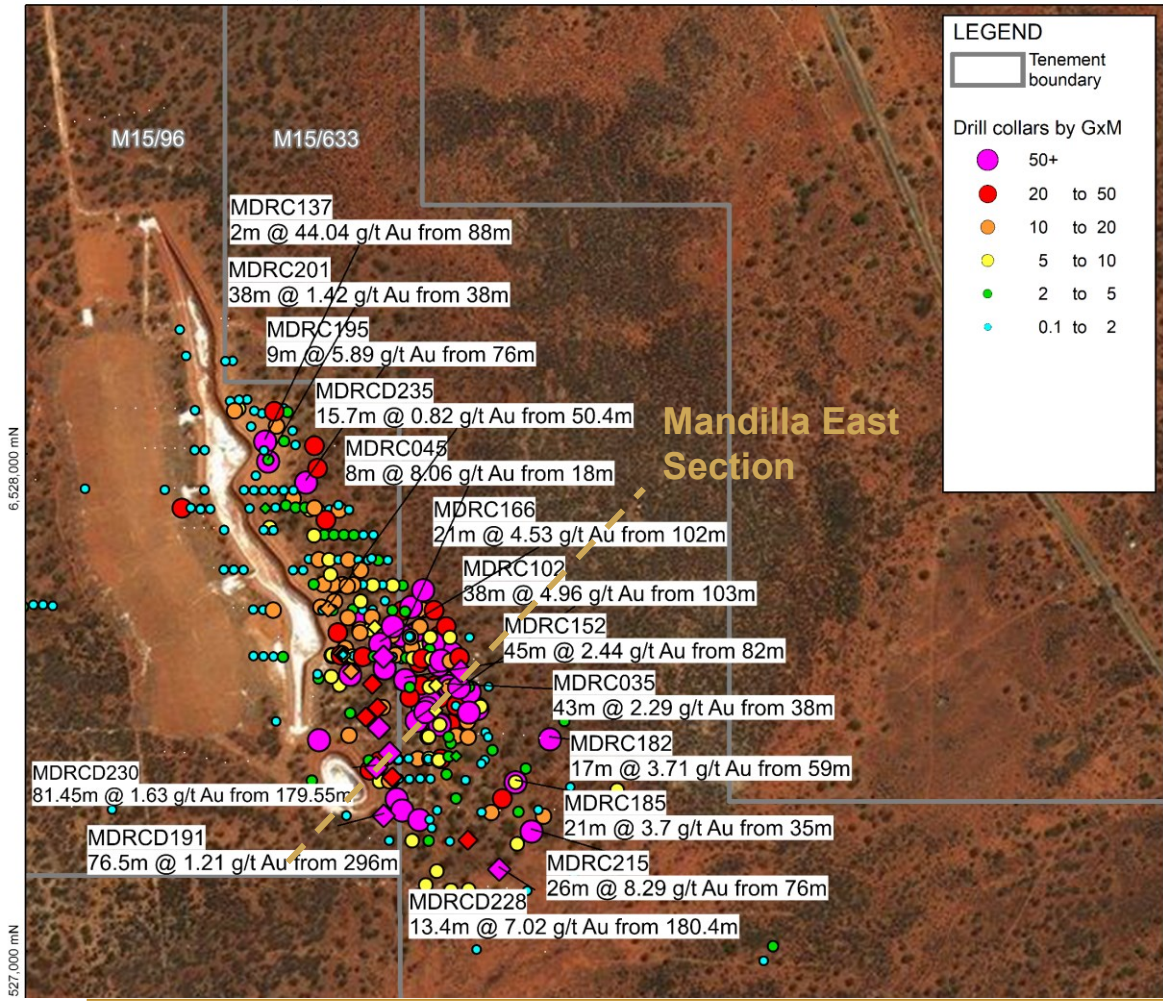 LEGEND
Tenement
boundary
Drill collars by GxM
50+
20 to 50
10 to 20
5 to 10
2 to 5
0.1 to 2
M15/96
M15/633
MDRC137
2m @ 44.04 g/t Au from 88m
MDRC201
38m @ 1.42 g/t Au from 38m
MDRC195
9m @ 5.89 g/t Au from 76m
MDRCD235
15.7m @ 0.82 g/t Au from 50.4m
MDRC045
8m @ 8.06 g/t Au from 18m
Mandilla East
Section
MDRC166
21m @ 4.53 g/t Au from 102m
MDRC102
38m @ 4.96 g/t Au from 103m
MDRC152
45m @ 2.44 g/t Au from 82m
MDRC035
43m @ 2.29 g/t Au from 38m
MDRC182
17m @ 3.71 g/t Au from 59m
MDRCD230
81.45m @ 1.63 g/t Au from 179.55m
MDRC185
21m @ 3.7 g/t Au from 35m
MDRCD191
76.5m @ 1.21 g/t Au from 296m
MDRC215
26m @ 8.29 g/t Au from 76m
MDRCD228
13.4m @ 7.02 g/t Au from 180.4m
6,528,000 mN
527,000 mN